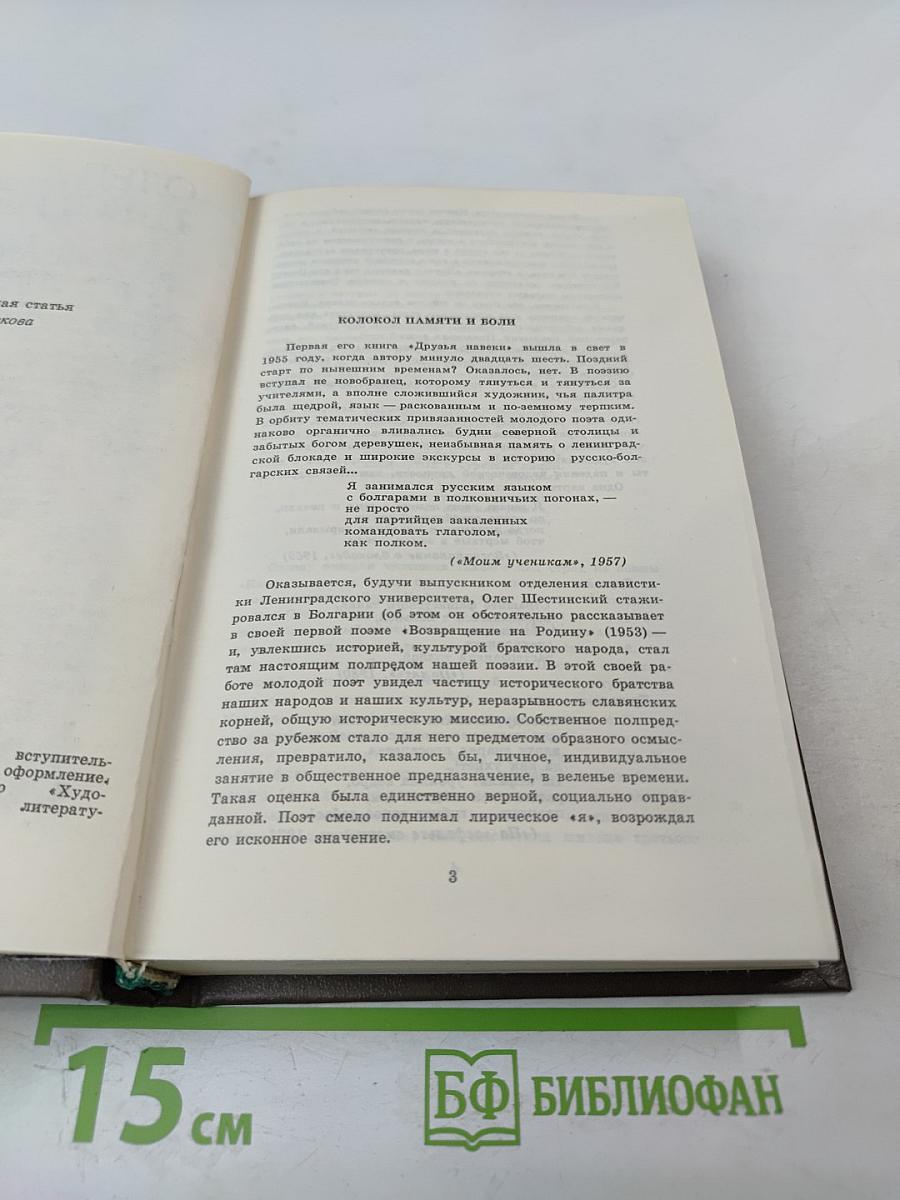 ая статья
кова
вступитель-
оформление,
«Худо-
литерату-
КОЛОКОЛ ПАМЯТИ И БОЛИ
Первая его книга «Друзья навеки» вышла в свет в
1955 году, когда автору минуло двадцать шесть. Поздний
старт по нынешним временам? Оказалось, нет. В поэзию
вступал не новобранец, которому тянуться и тянуться за
учителями, а вполне сложившийся художник, чья палитра
была щедрой, язык — раскованным и по-земному терпким.
В орбиту тематических привязанностей молодого поэта оди-
наково органично вливались будни северной столицы и
забытых богом деревушек, неизбывная память о ленинград-
ской блокаде и широкие экскурсы в историю русско-бол-
гарских связей...
Я занимался русским языком
с болгарами в полковничьих погонах, —
не просто
для партийцев закаленных
командовать глаголом,
как полком.
(«Моим ученикам», 1957)
Оказывается, будучи выпускником отделения слависти-
ки Ленинградского университета, Олег Шестинский стажи-
ровался в Болгарии (об этом он обстоятельно рассказывает
в своей первой поэме «Возвращение на Родину» (1953) —
и, увлекшись историей, культурой братского народа, стал
там настоящим полпредом нашей поэзии. В этой своей ра-
боте молодой поэт увидел частицу исторического братства
наших народов и наших культур, неразрывность славянских
корней, общую историческую миссию. Собственное полпред-
ство за рубежом стало для него предметом образного осмыс-
ления, превратило, казалось бы, личное, индивидуальное
занятие в общественное предназначение, в веленье времени.
Такая оценка была единственно верной, социально оправ-
данной. Поэт смело поднимал лирическое «я», возрождал
его исконное значение.
3
15 см
БФ БИБЛИОФАН